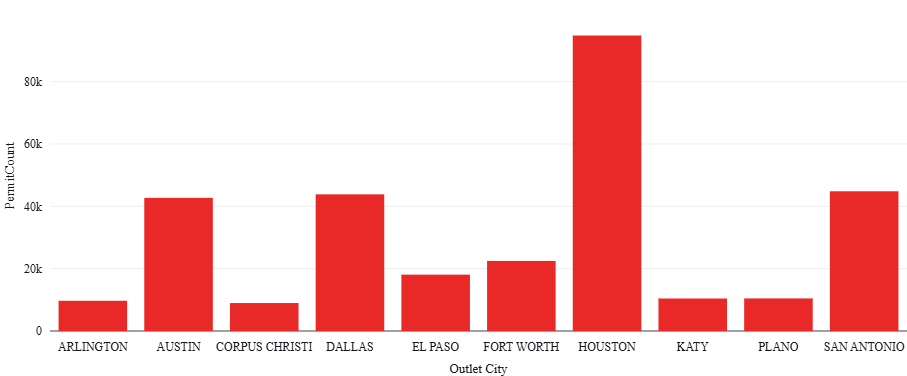 80k
60k
40k
20k
0
PermitCount
ARLINGTON AUSTIN CORPUS CHRISTI DALLAS EL PASO FORT WORTH HOUSTON KATY PLANO SAN ANTONIO
Outlet City